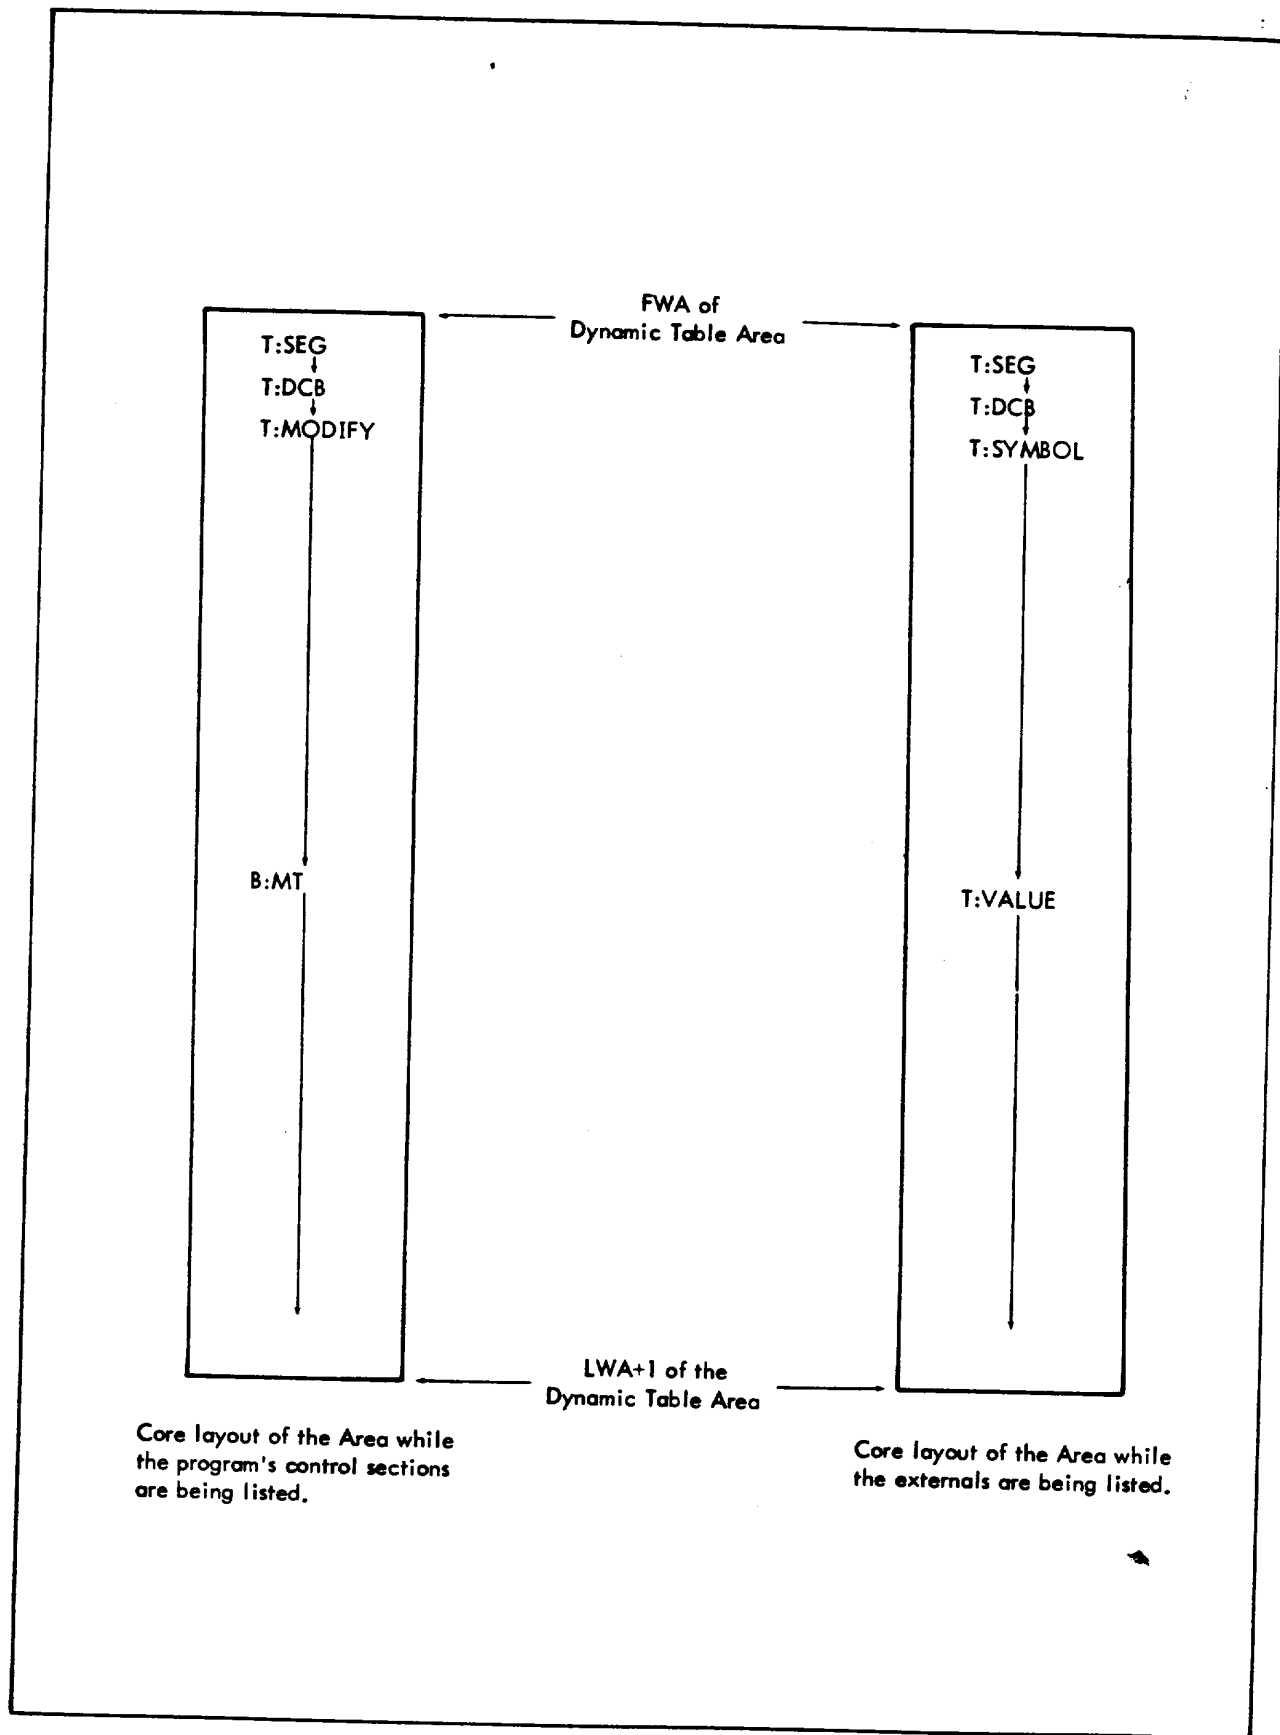 FWA of
Dynamic Table Area
T:SEG
T:DCB
T:MODIFY
B:MT
T:SEG
T:DCB
T:SYMBOL
T:VALUE
LWA+1 of the
Dynamic Table Area
Core layout of the Area while
the program's control sections
are being listed.
Core layout of the Area while
the externals are being listed.